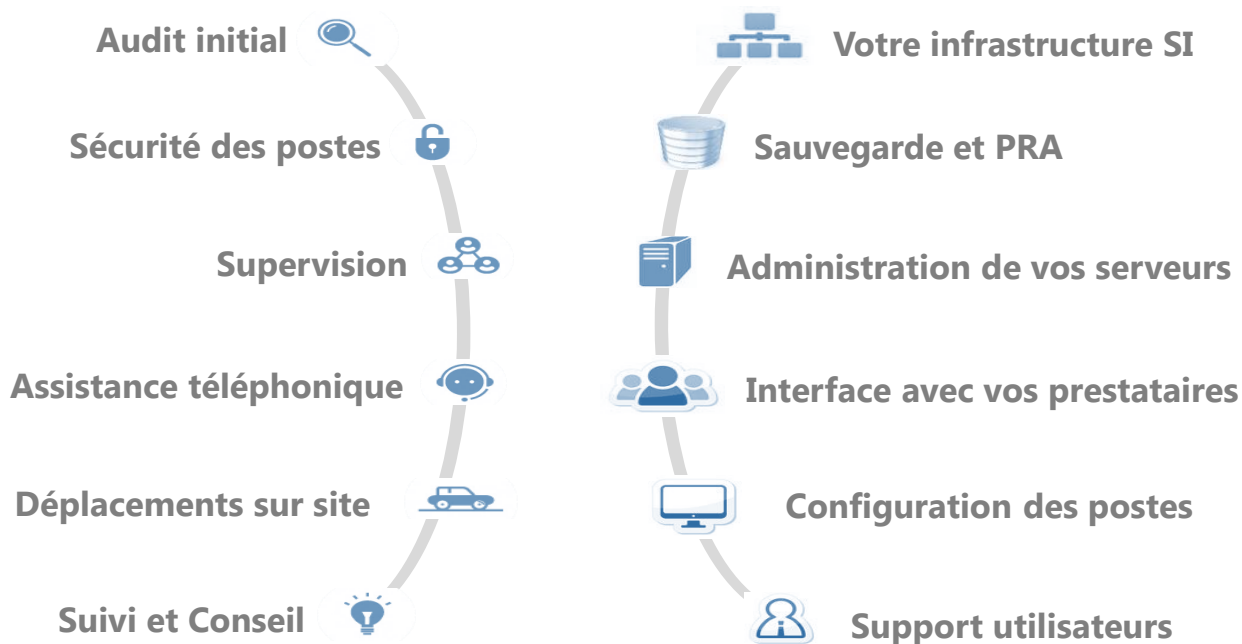 Audit initial
Sécurité des postes
Supervision
Assistance téléphonique
Déplacements sur site
Suivi et Conseil
Votre infrastructure SI
Sauvegarde et PRA
Administration de vos serveurs
Interface avec vos prestataires
Configuration des postes
Support utilisateurs